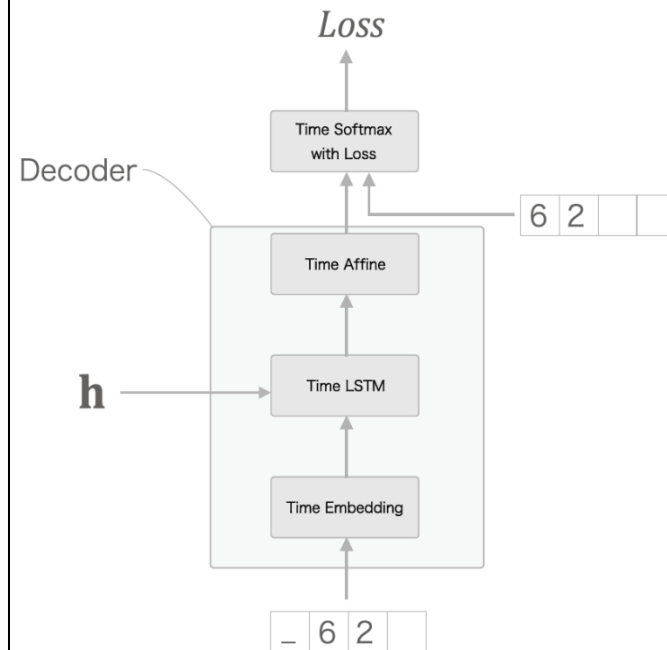 Loss
Time Softmax
with Loss
Decoder
6 2
Time Affine
h
Time LSTM
Time Embedding
_ 6 2